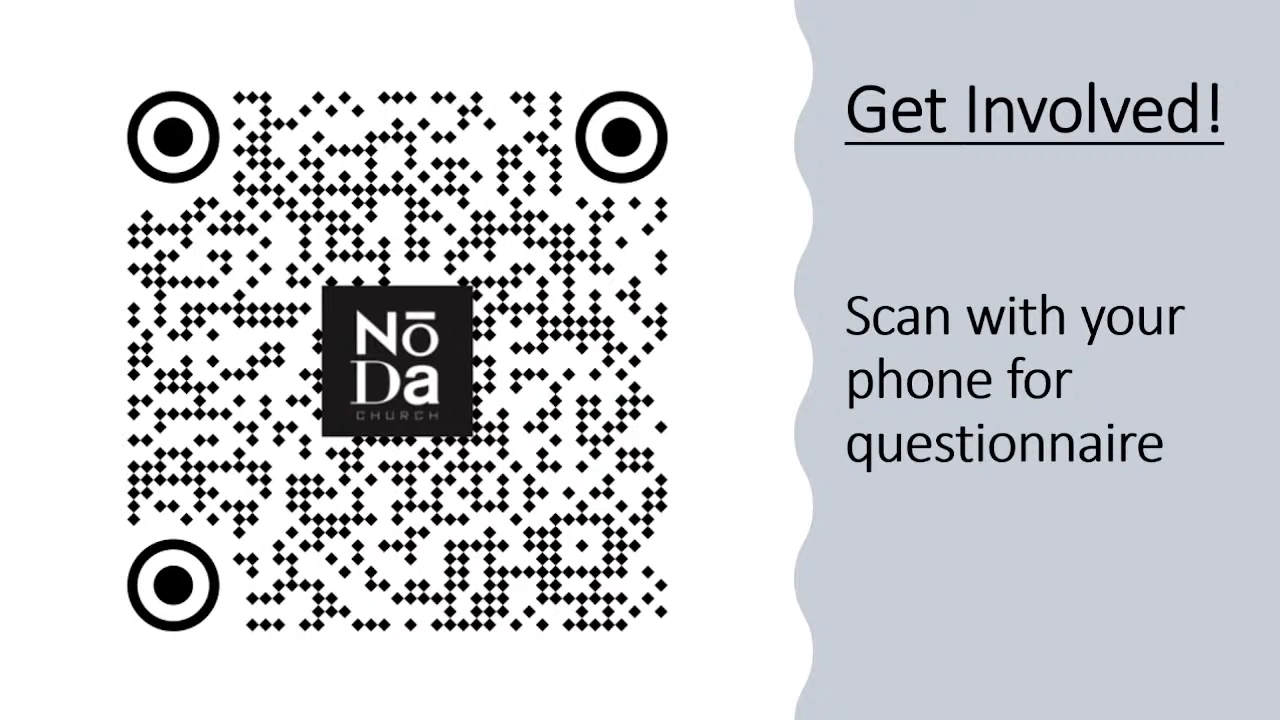 Nō
Da
CHURCH
Get Involved!
Scan with your
phone for
questionnaire